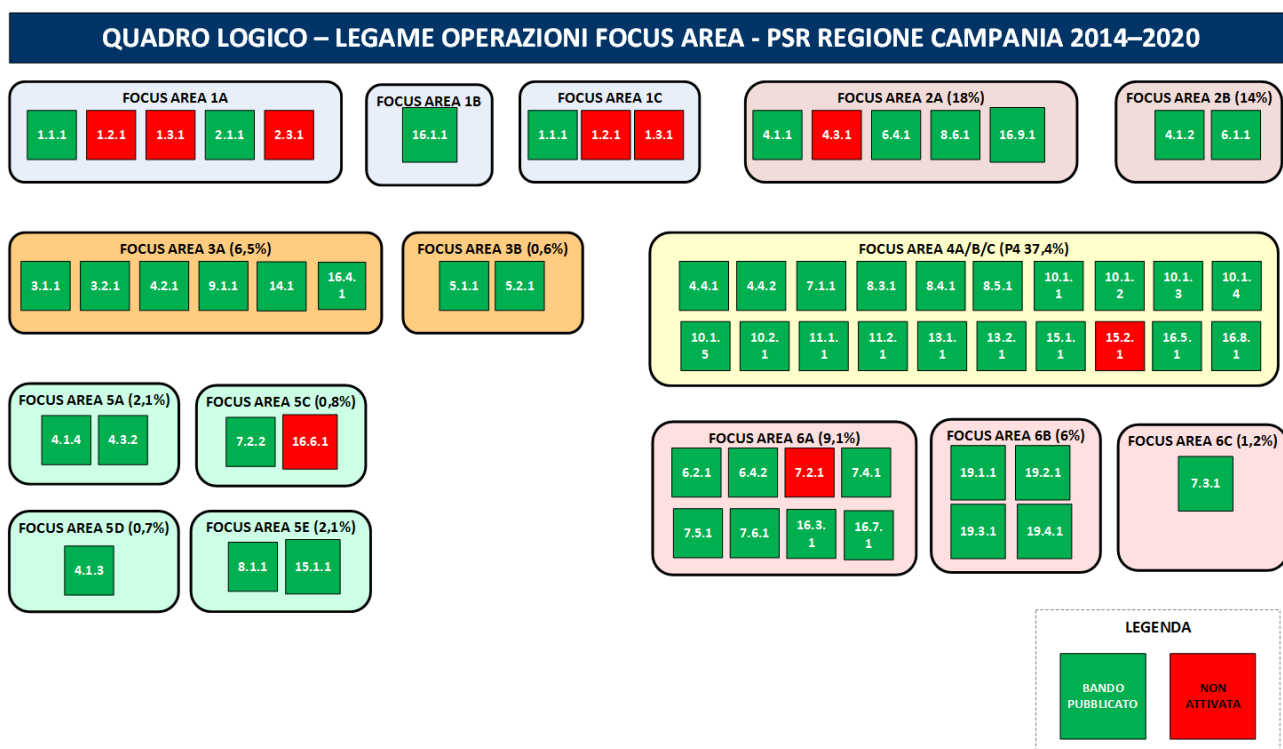 QUADRO LOGICO – LEGAME OPERAZIONI FOCUS AREA - PSR REGIONE CAMPANIA 2014–2020
FOCUS AREA 1A
1.1.1 1.2.1 1.3.1 2.1.1 2.3.1
FOCUS AREA 1B
16.1.1
FOCUS AREA 1C
1.1.1 1.2.1 1.3.1
FOCUS AREA 2A (18%)
4.1.1 4.3.1 6.4.1 8.6.1 16.9.1
FOCUS AREA 2B (14%)
4.1.2 6.1.1
FOCUS AREA 3A (6,5%)
3.1.1 3.2.1 4.2.1 9.1.1 14.1 16.4.
1
FOCUS AREA 3B (0,6%)
5.1.1 5.2.1
FOCUS AREA 4A/B/C (P4 37,4%)
4.4.1 4.4.2 7.1.1 8.3.1 8.4.1 8.5.1 10.1. 10.1. 10.1. 10.1.
1 2 3 4
10.1. 10.2. 11.1. 11.2. 13.1. 13.2. 15.1. 15.2. 16.5. 16.8.
5 1 1 1 1 1 1 1 1 1
FOCUS AREA 5A (2,1%)
4.1.4 4.3.2
FOCUS AREA 5C (0,8%)
7.2.2 16.6.1
FOCUS AREA 5D (0,7%)
4.1.3
FOCUS AREA 5E (2,1%)
8.1.1 15.1.1
FOCUS AREA 6A (9,1%)
6.2.1 6.4.2 7.2.1 7.4.1
7.5.1 7.6.1 16.3. 16.7.
1 1
FOCUS AREA 6B (6%)
19.1.1 19.2.1
19.3.1 19.4.1
FOCUS AREA 6C (1,2%)
7.3.1
LEGENDA
BANDO
PUBBLICATO
NON
ATTIVATA